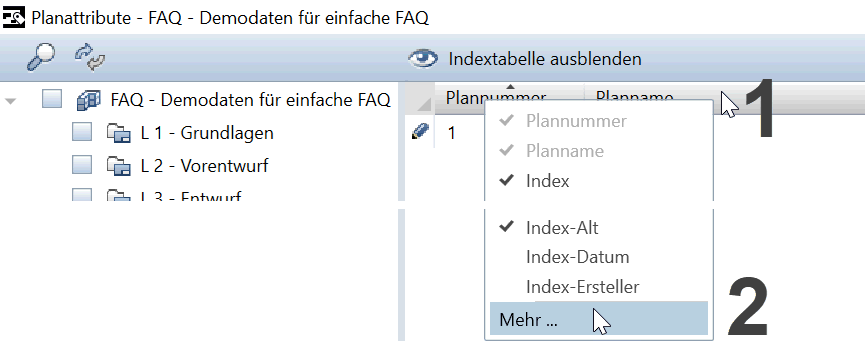 Planattribute - FAQ - Demodaten für einfache FAQ
Indextabelle ausblenden
FAQ - Demodaten für einfache FAQ
L 1 - Grundlagen
L 2 - Vorentwurf
L 3 - Entwurf
Plannummer Planname
1
1
Plannummer
Planname
Index
Index-Alt
Index-Datum
Index-Ersteller
Mehr ...
2